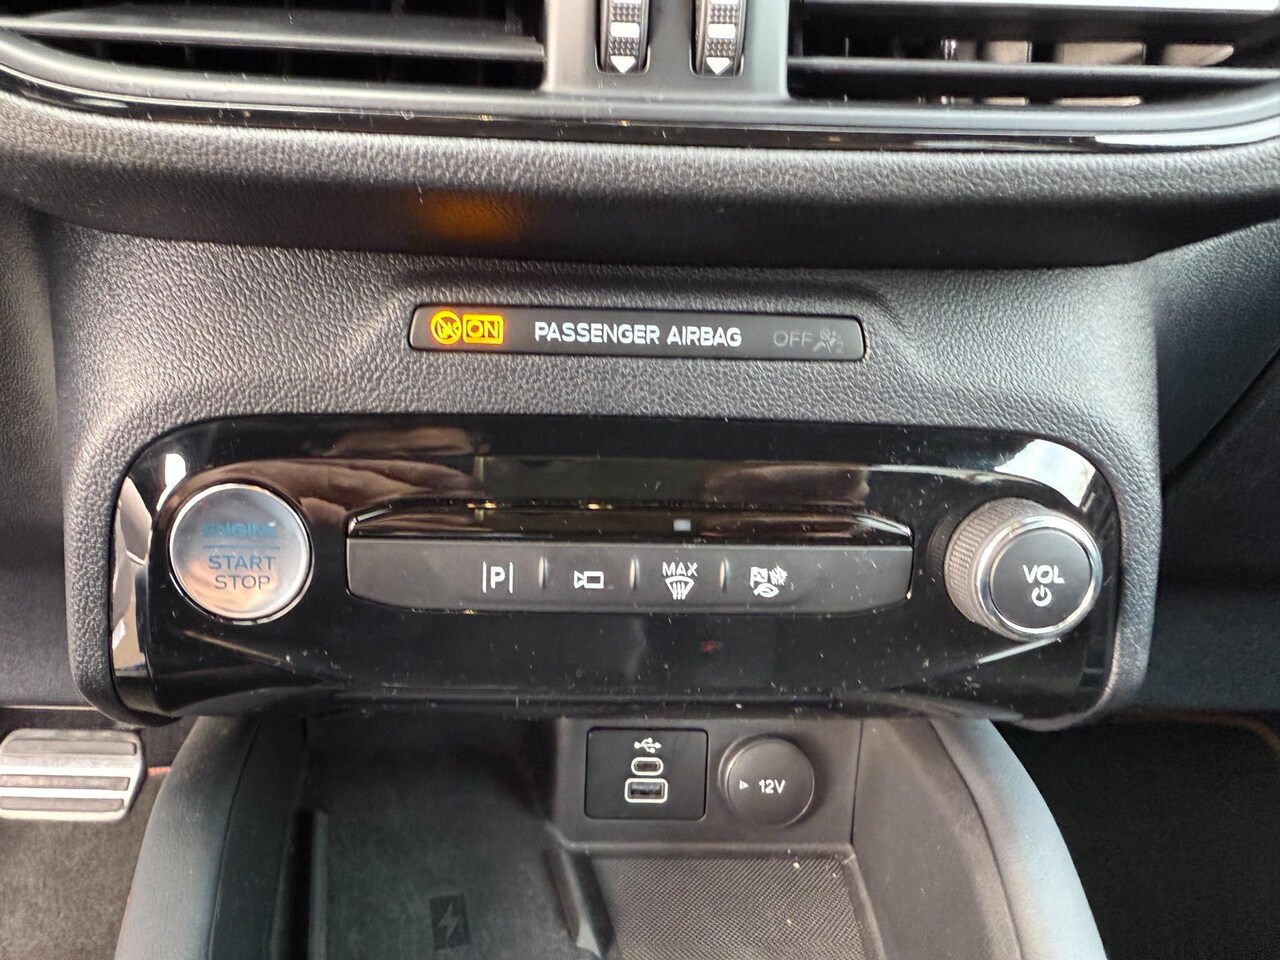 ON PASSENGER AIRBAG OFF
ENGINE
START
STOP
P
MAX
VOL
12V